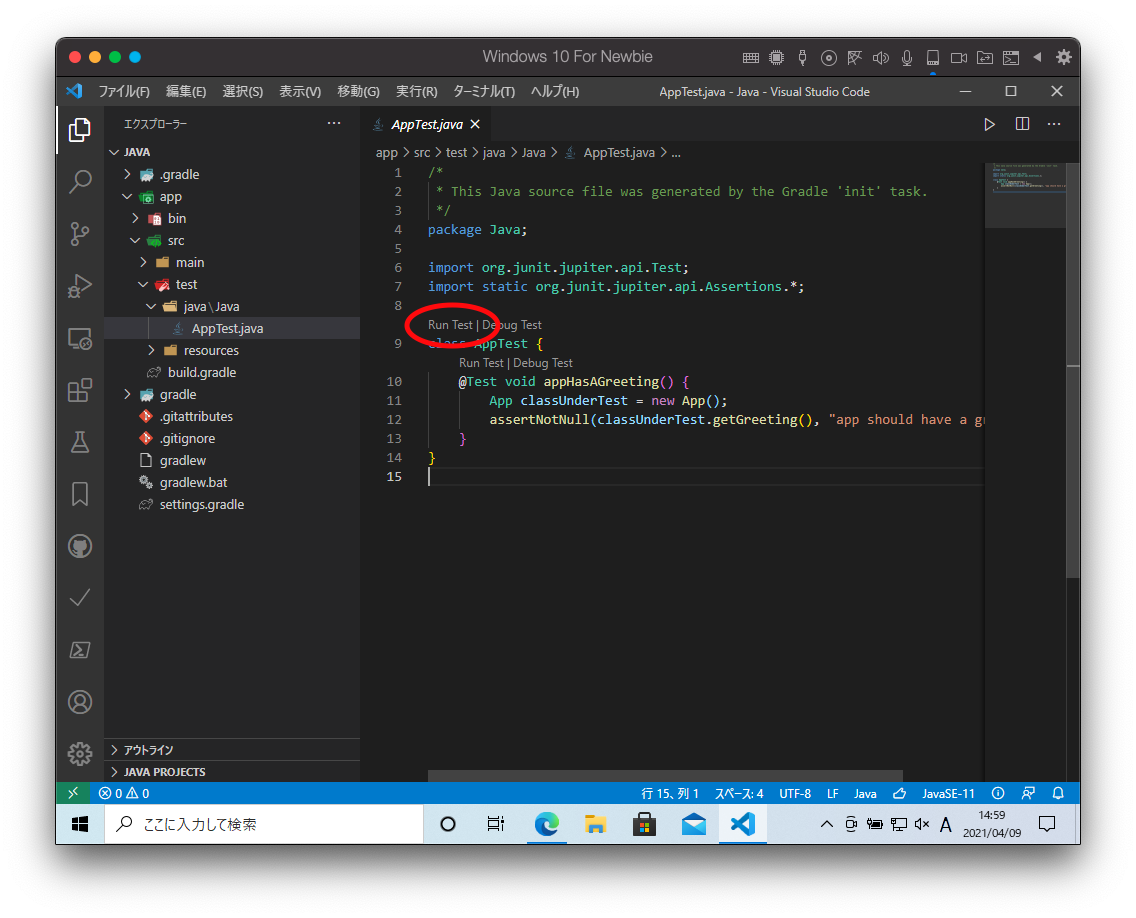 Windows 10 For Newbie
ファイル(F) 編集(E) 選択(S) 表示(V) 移動(G) 実行(R) ターミナル(T) ヘルプ(H) AppTest.java - Java - Visual Studio Code
エクスプローラー
AppTest.java
JAVA
.gradle
app
bin
src
main
test
java\Java
AppTest.java
resources
build.gradle
gradle
.gitattributes
.gitignore
gradlew
gradlew.bat
settings.gradle
アウトライン
JAVA PROJECTS
app > src > test > java > Java > AppTest.java > ...
1 /*
2 * This Java source file was generated by the Gradle 'init' task.
3 */
4 package Java;
5
6 import org.junit.jupiter.api.Test;
7 import static org.junit.jupiter.api.Assertions.*;
8
Run Test | Debug Test
9 class AppTest {
Run Test | Debug Test
10 @Test void appHasAGreeting() {
11 App classUnderTest = new App();
12 assertNotNull(classUnderTest.getGreeting(), "app should have a gr
13 }
14 }
15
0 0 行 15、列 1 スペース: 4 UTF-8 LF Java JavaSE-11
ここに入力して検索
A
14:59
2021/04/09